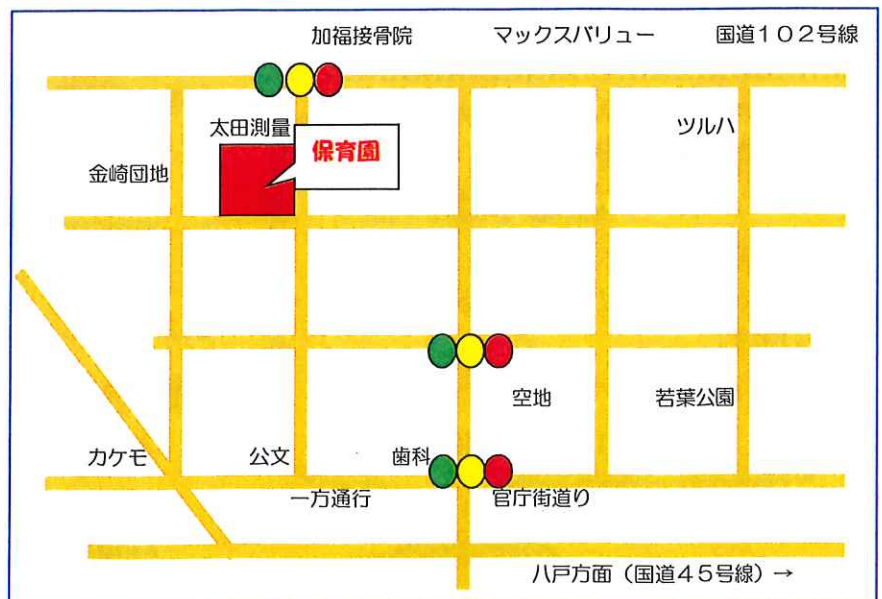 加福接骨院 マックスバリュー 国道１０２号線
太田測量 ツルハ
保育園
金崎団地
空地 若葉公園
カケモ 公文 歯科
一方通行 官庁街道り
八戸方面（国道４５号線）→